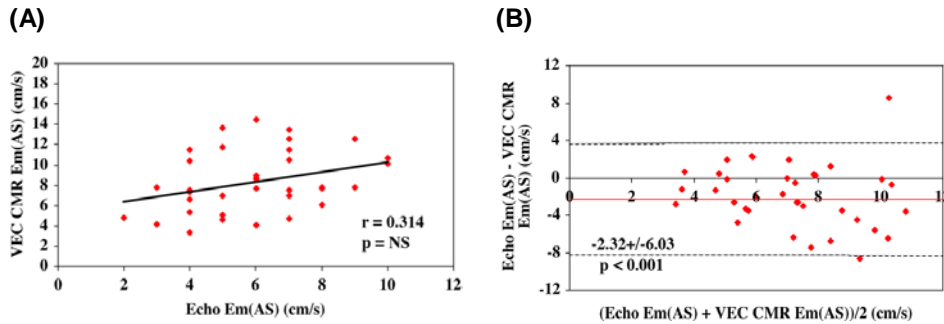 (A)
(B)
VEC CMR Em(AS) (cm/s)
20
18
16
14
12
10
8
6
4
2
0
r = 0.314
p = NS
0 2 4 6 8 10 12
Echo Em(AS) (cm/s)
Echo Em(AS) - VEC CMR
Em(AS) (cm/s)
12
8
4
0
-4
-8
-12
0 2 4 6 8 10 12
-2.32+/-6.03
p < 0.001
(Echo Em(AS) + VEC CMR Em(AS))/2 (cm/s)